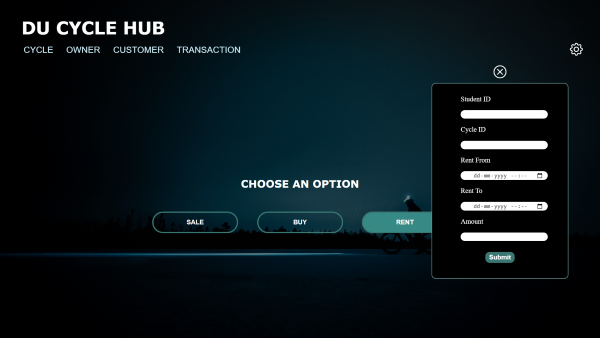 DU CYCLE HUB
CYCLE OWNER CUSTOMER TRANSACTION
CHOOSE AN OPTION
SALE BUY RENT
Student ID
Cycle ID
Rent From
dd-mm-yyyy --:--
Rent To
dd-mm-yyyy --:--
Amount
Submit